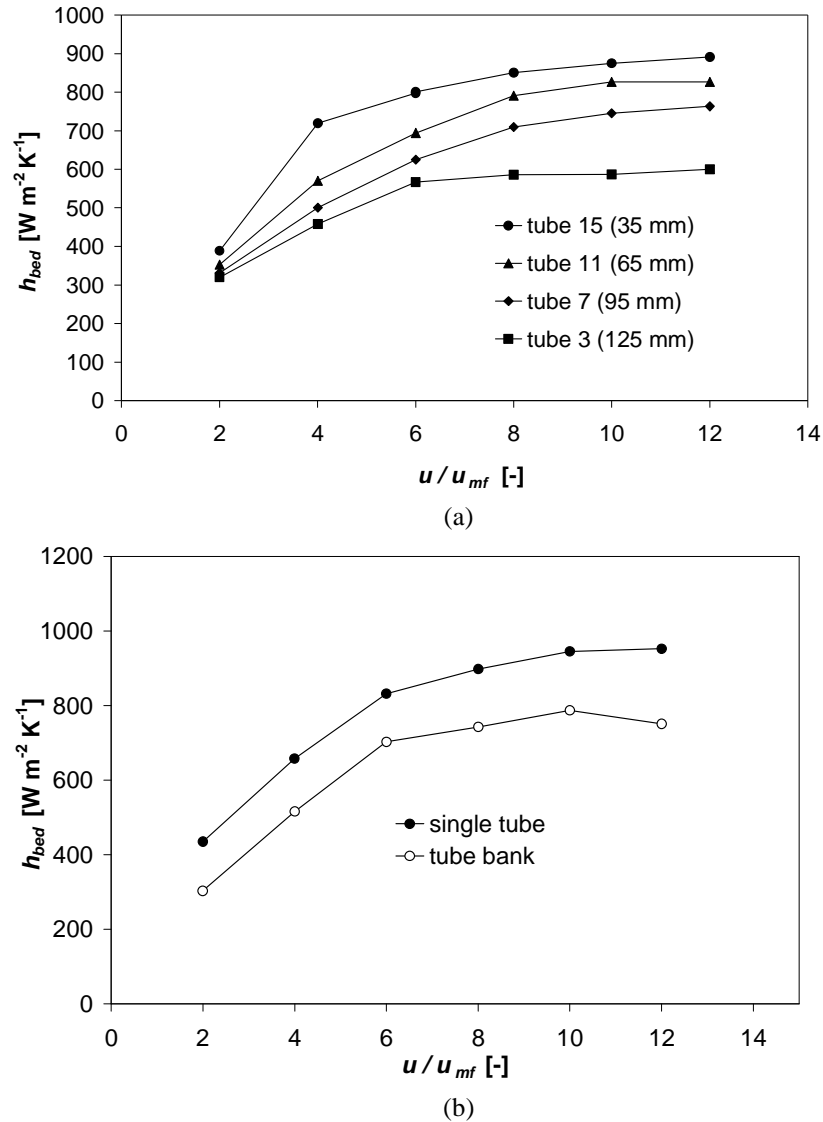 1000
900
800
700
600
500
400
300
200
100
0
h_bed [W m⁻² K⁻¹]
tube 15 (35 mm)
tube 11 (65 mm)
tube 7 (95 mm)
tube 3 (125 mm)
0 2 4 6 8 10 12 14
u / u_mf [-]
(a)
1200
1000
800
600
400
200
0
h_bed [W m⁻² K⁻¹]
single tube
tube bank
0 2 4 6 8 10 12 14
u / u_mf [-]
(b)